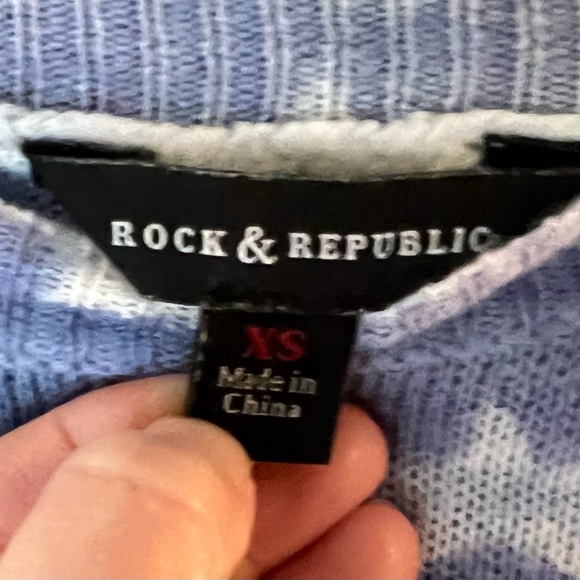 ROCK & REPUBLIC
XS
Made in
China